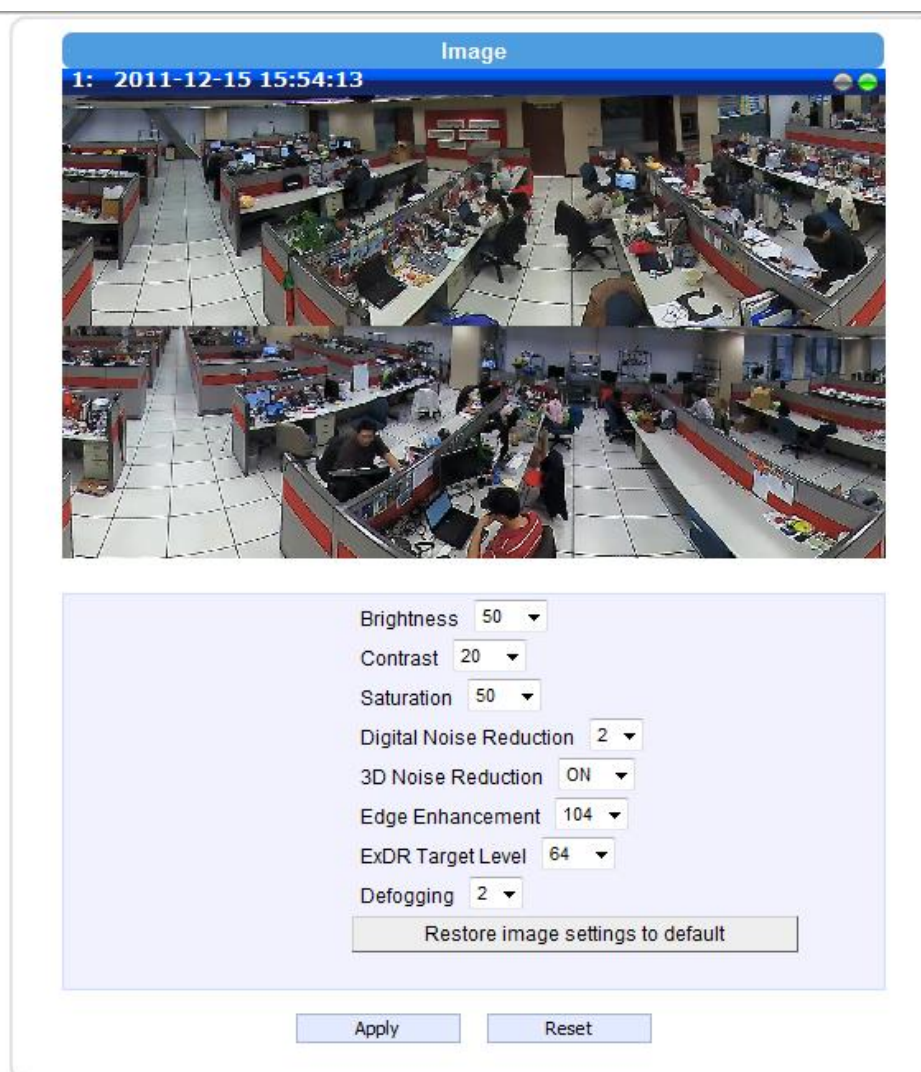 Image
1: 2011-12-15 15:54:13
Brightness 50
Contrast 20
Saturation 50
Digital Noise Reduction 2
3D Noise Reduction ON
Edge Enhancement 104
ExDR Target Level 64
Defogging 2
Restore image settings to default
Apply Reset